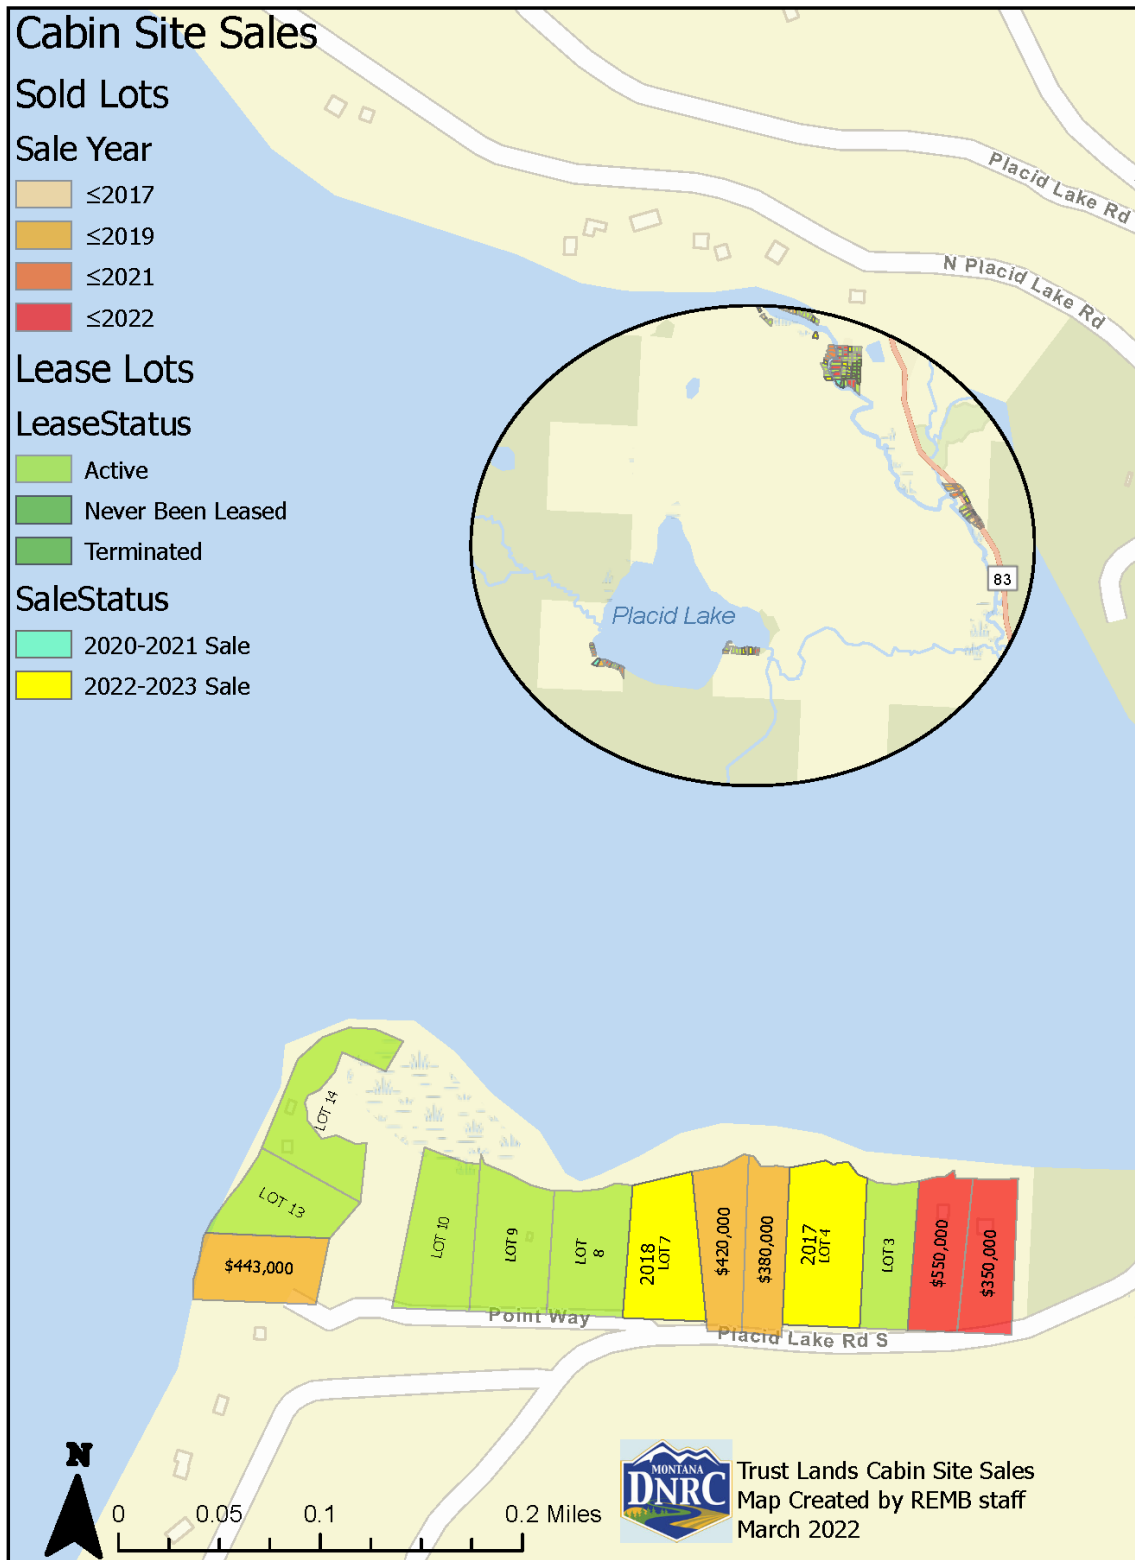 Cabin Site Sales
Sold Lots
Sale Year
≤2017
≤2019
≤2021
≤2022
Lease Lots
LeaseStatus
Active
Never Been Leased
Terminated
SaleStatus
2020-2021 Sale
2022-2023 Sale
Placid Lake Rd
N Placid Lake Rd
83
Placid Lake
LOT 14
LOT 13
$443,000
LOT 10
LOT 9
LOT
8
2018
LOT 7
$420,000
$380,000
2017
LOT 4
LOT 3
$550,000
$350,000
Point Way
Placid Lake Rd S
N
0 0.05 0.1 0.2 Miles
MONTANA
DNRC
Trust Lands Cabin Site Sales
Map Created by REMB staff
March 2022